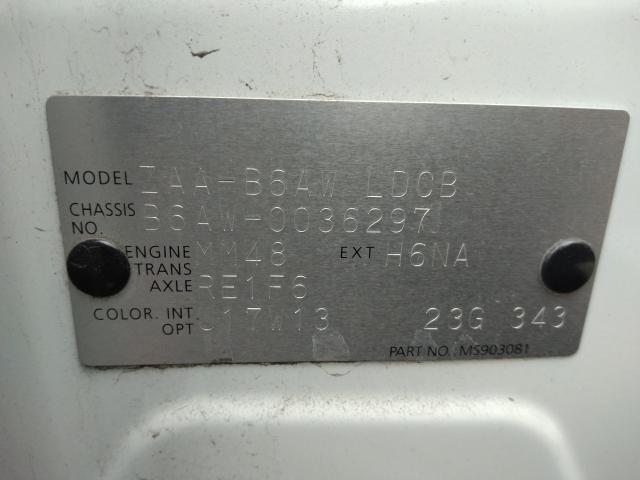 MODEL ZAA-B6AW LDCB
CHASSIS NO. B6AW-0036297
ENGINE MM48 EXT H6NA
TRANS AXLE RE1F6
COLOR. INT. OPT C17W13 23G 343
PART NO. MS903081